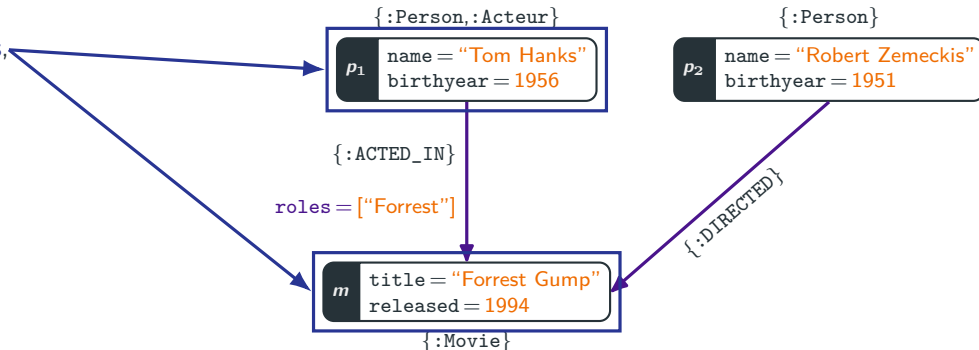 {:Person,:Acteur}
{:Person}
p1
name = “Tom Hanks”
birthyear = 1956
p2
name = “Robert Zemeckis”
birthyear = 1951
{:ACTED_IN}
roles = [“Forrest”]
{:DIRECTED}
m
title = “Forrest Gump”
released = 1994
{:Movie}